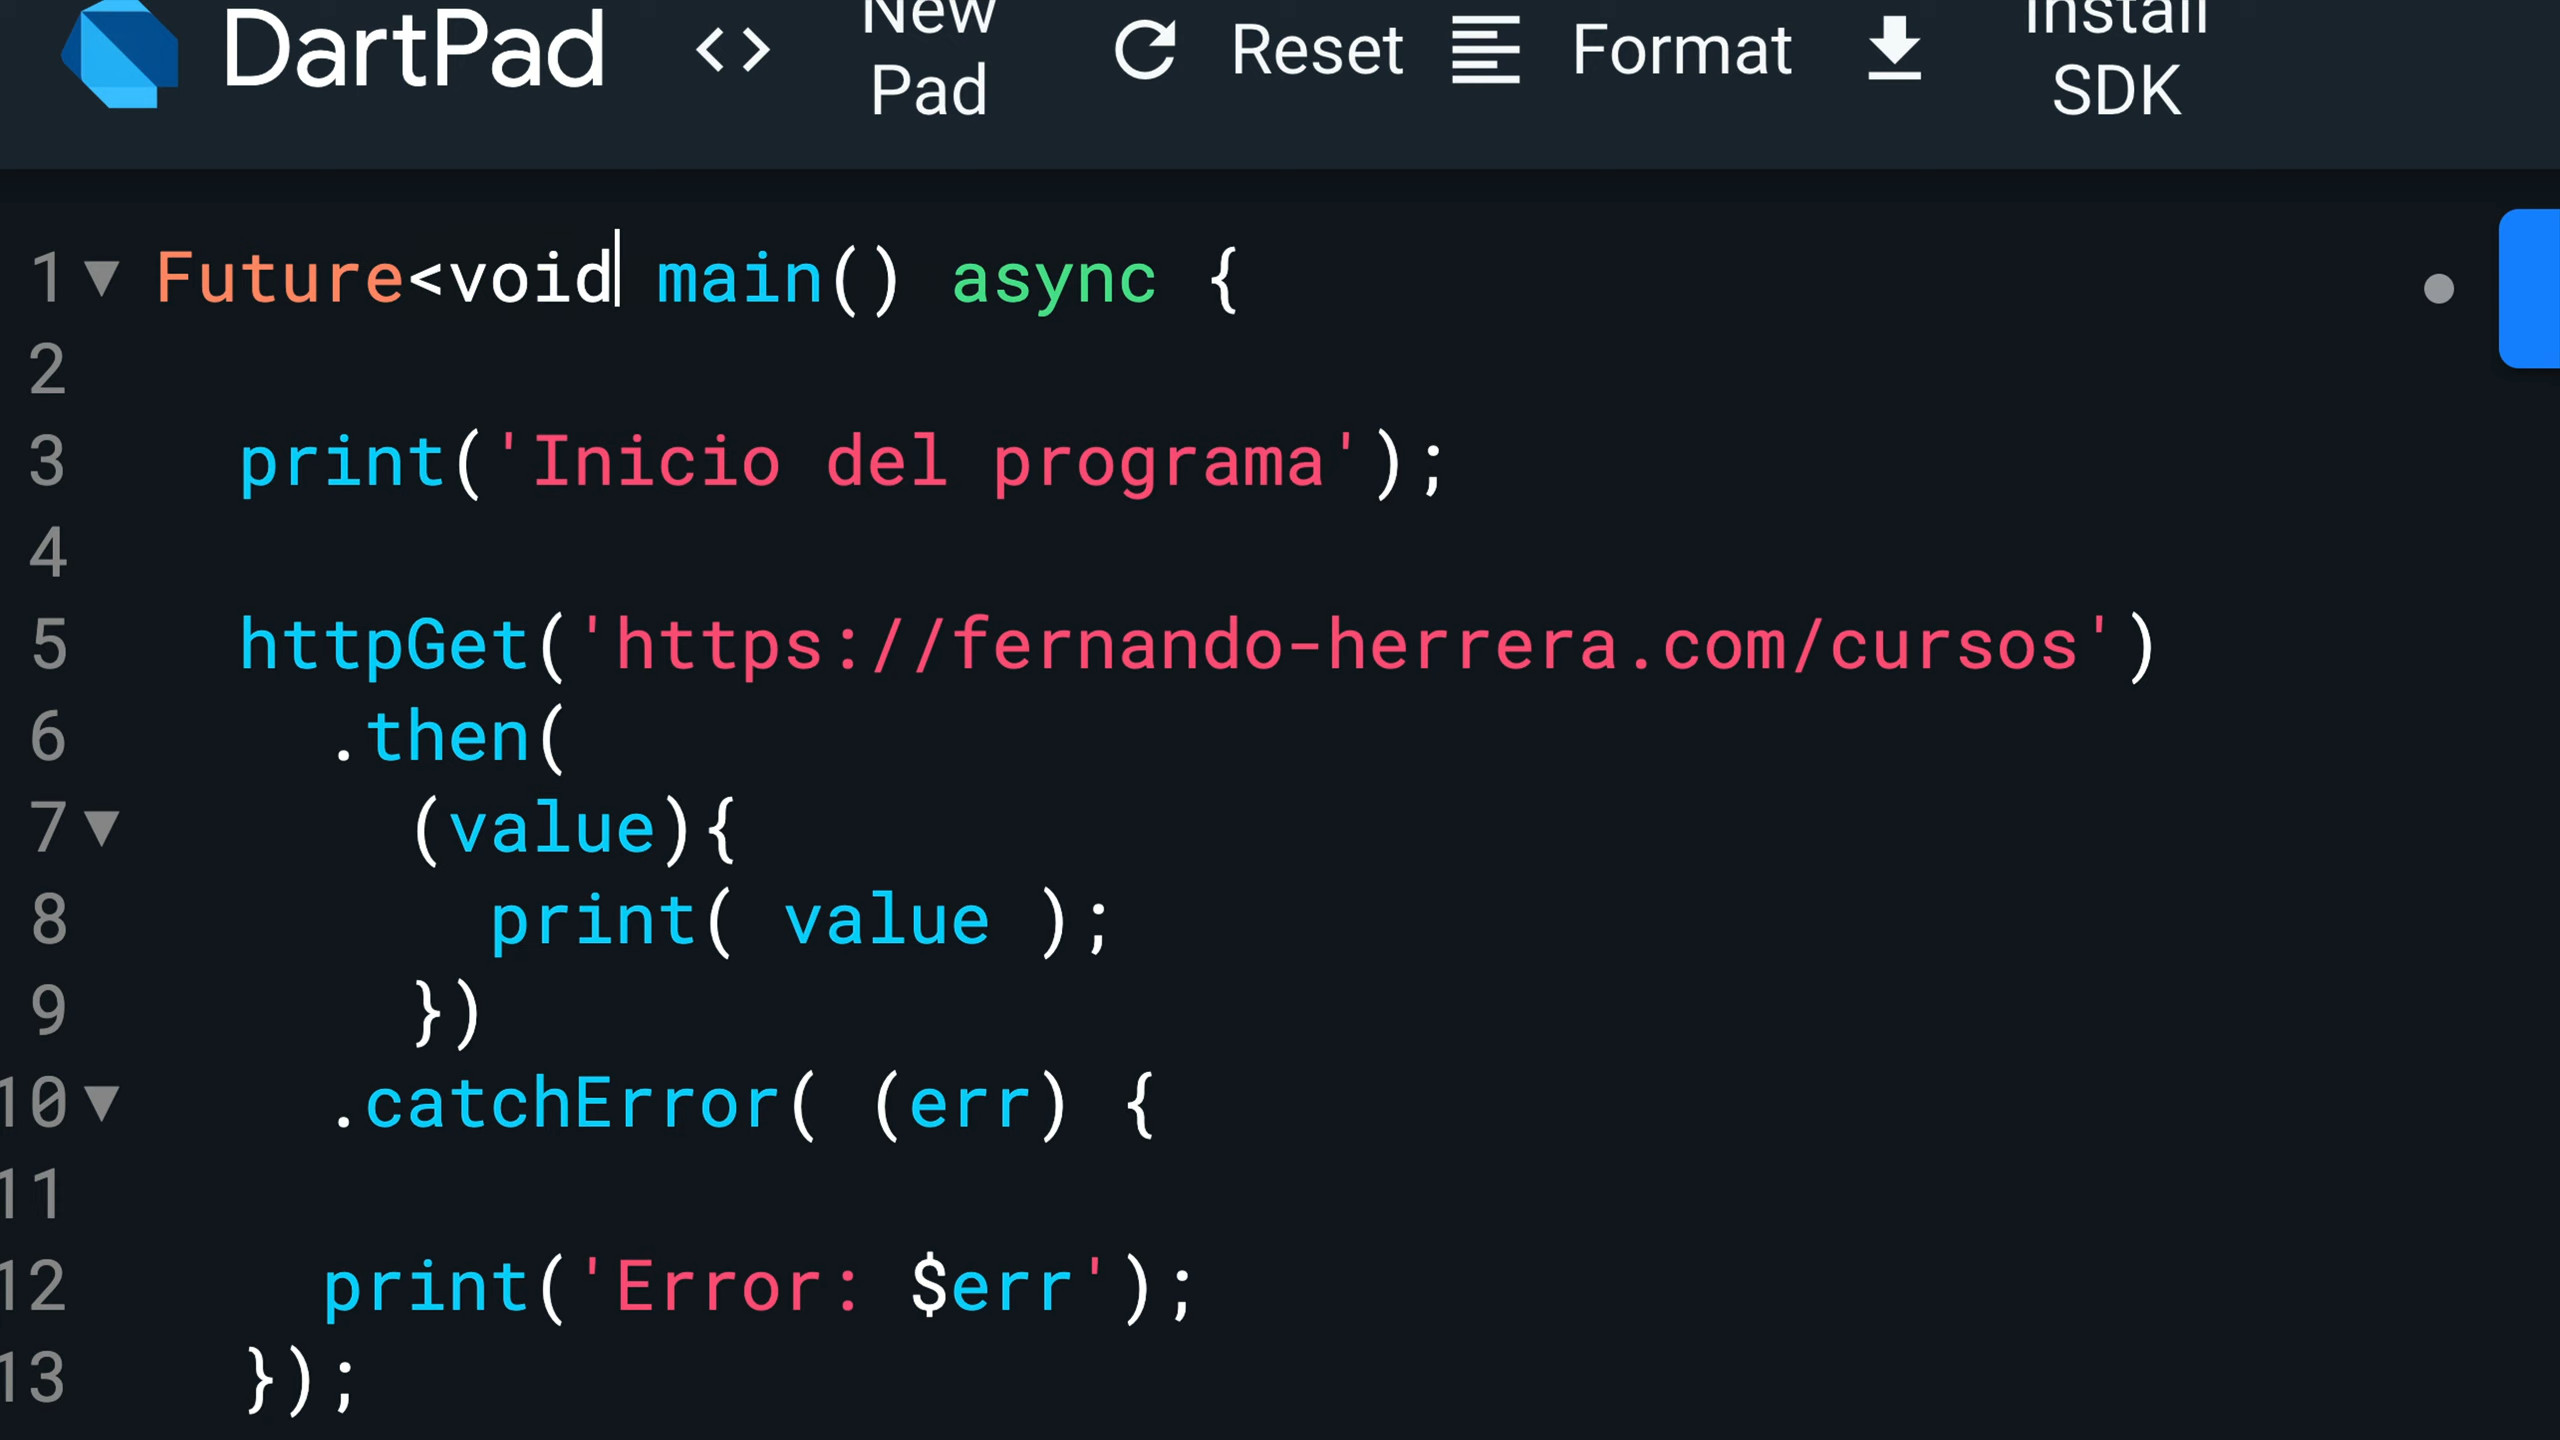 DartPad <> New Pad Reset Format Install SDK
1 Future<void main() async {
2
3 print('Inicio del programa');
4
5 httpGet('https://fernando-herrera.com/cursos')
6 .then(
7 (value){
8 print( value );
9 })
10 .catchError( (err) {
11
12 print('Error: $err');
13 });